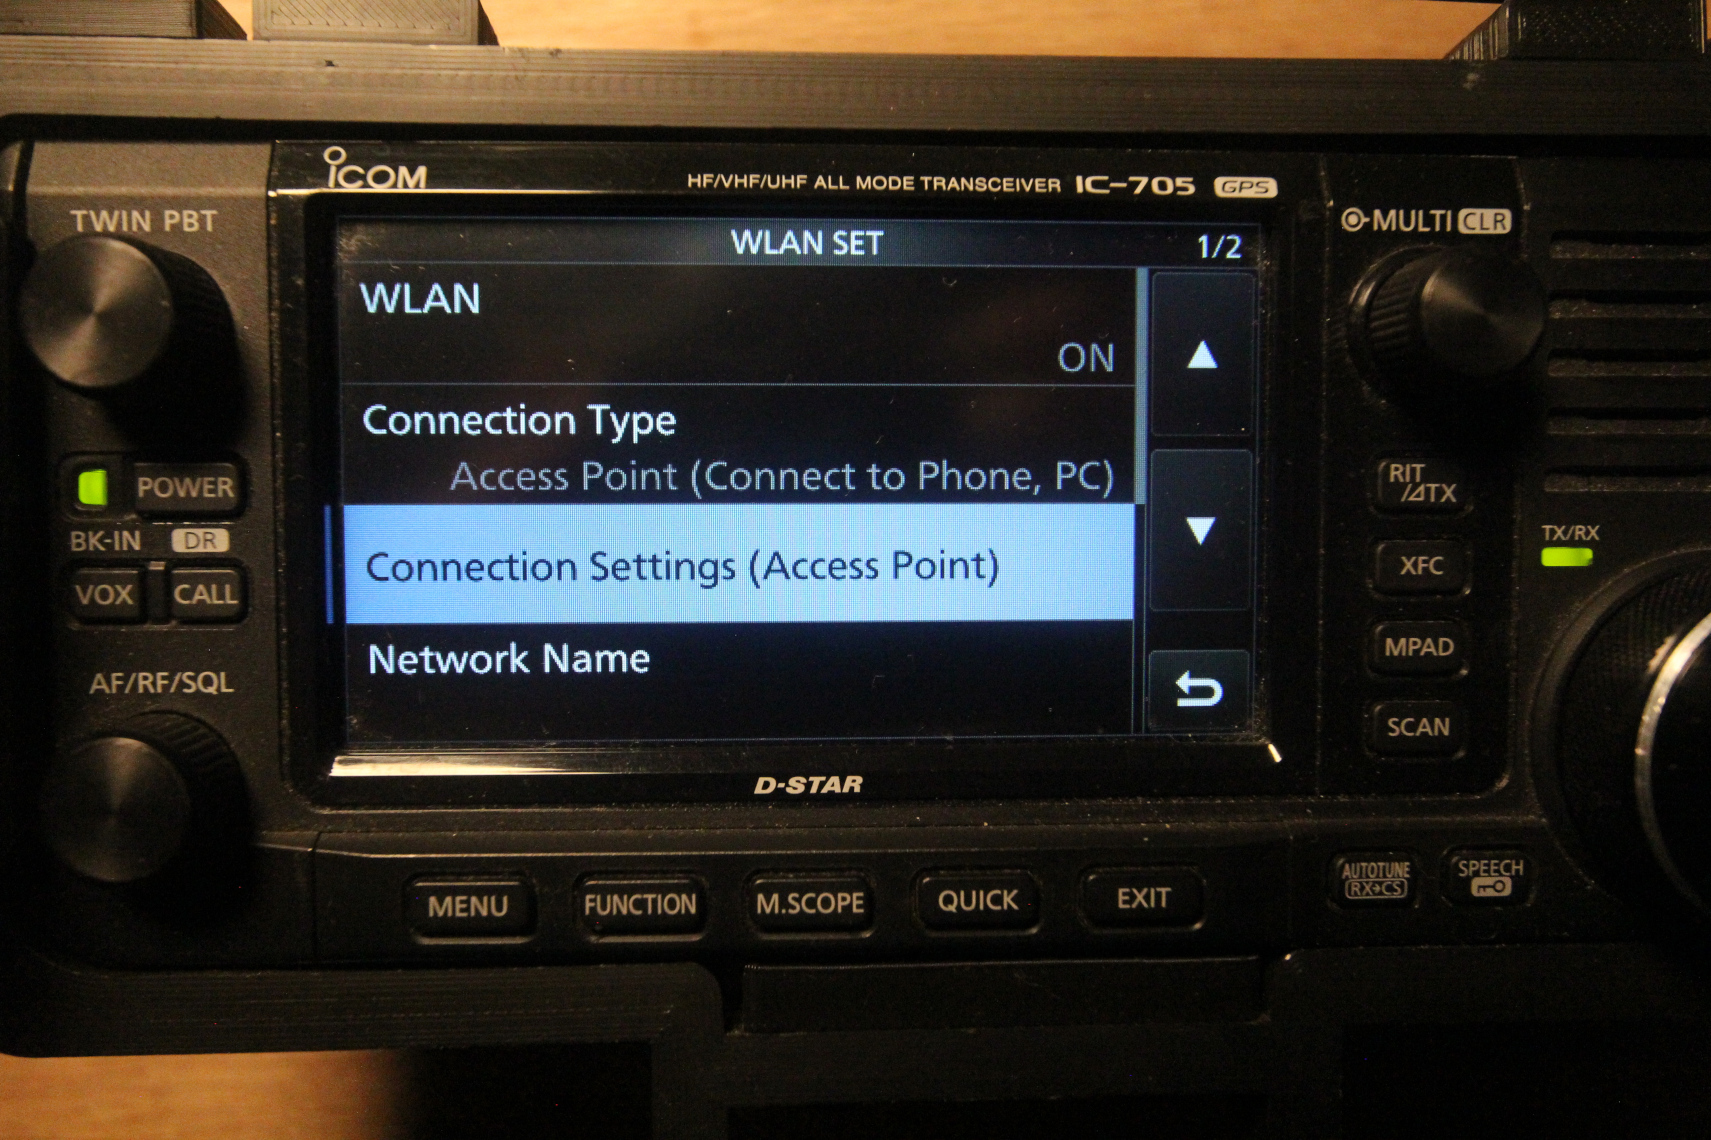 ICOM
HF/VHF/UHF ALL MODE TRANSCEIVER IC-705 GPS
TWIN PBT
MULTI CLR
WLAN SET 1/2
WLAN
ON
Connection Type
Access Point (Connect to Phone, PC)
Connection Settings (Access Point)
Network Name
POWER
BK-IN DR
VOX CALL
AF/RF/SQL
RIT
/⊿TX
XFC
MPAD
SCAN
TX/RX
D-STAR
MENU FUNCTION M.SCOPE QUICK EXIT
AUTOTUNE
RX→CS
SPEECH